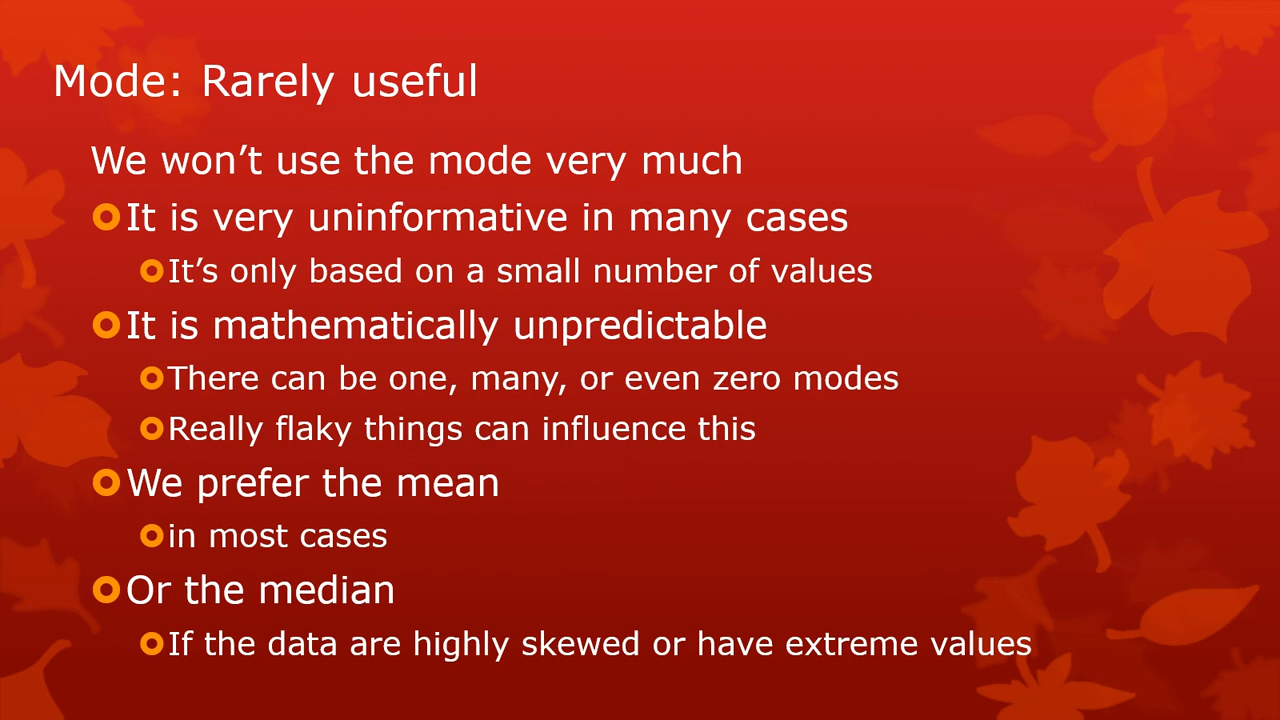 Mode: Rarely useful
We won’t use the mode very much
It is very uninformative in many cases
It’s only based on a small number of values
It is mathematically unpredictable
There can be one, many, or even zero modes
Really flaky things can influence this
We prefer the mean
in most cases
Or the median
If the data are highly skewed or have extreme values